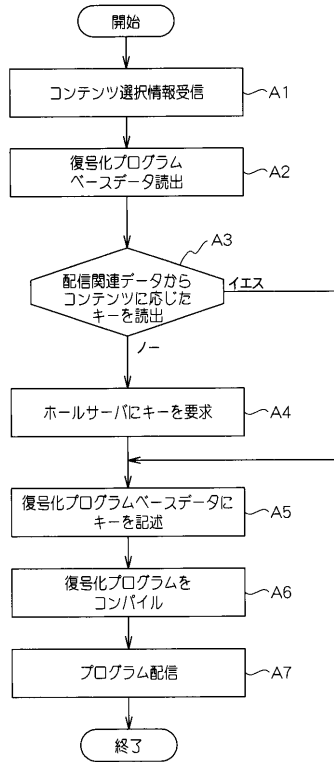 開始
コンテンツ選択情報受信
A1
復号化プログラム
ベースデータ読出
A2
A3
配信関連データから
コンテンツに応じた
キーを読出
イエス
ノー
ホールサーバにキーを要求
A4
復号化プログラムベースデータに
キーを記述
A5
復号化プログラムを
コンパイル
A6
プログラム配信
A7
終了